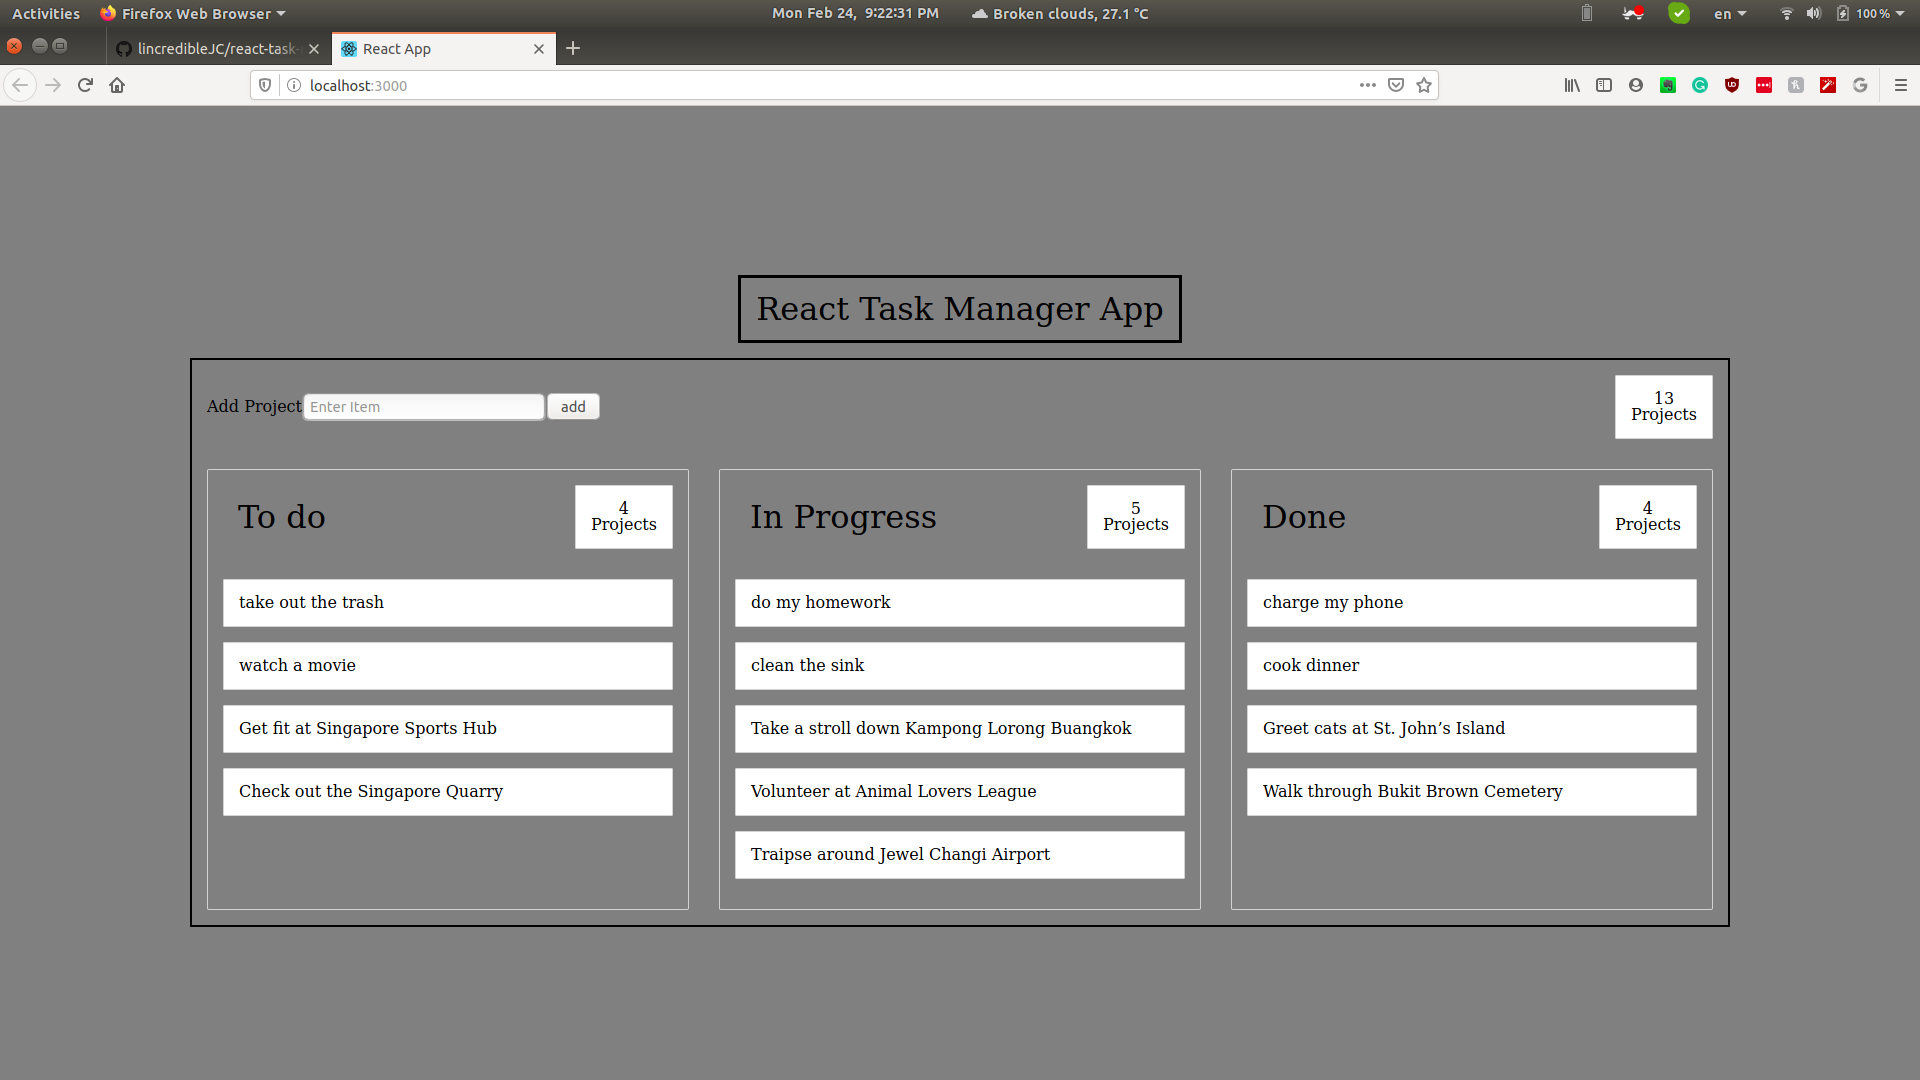 Activities Firefox Web Browser Mon Feb 24, 9:22:31 PM Broken clouds, 27.1 °C en 100 %
lincredibleJC/react-task- React App
localhost:3000
React Task Manager App
Add Project Enter Item add
13
Projects
To do
4
Projects
take out the trash
watch a movie
Get fit at Singapore Sports Hub
Check out the Singapore Quarry
In Progress
5
Projects
do my homework
clean the sink
Take a stroll down Kampong Lorong Buangkok
Volunteer at Animal Lovers League
Traipse around Jewel Changi Airport
Done
4
Projects
charge my phone
cook dinner
Greet cats at St. John’s Island
Walk through Bukit Brown Cemetery